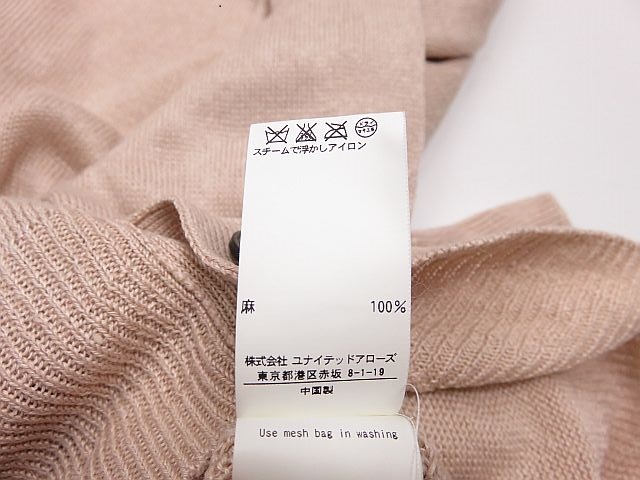 スチームで浮かしアイロン
麻 100%
株式会社 ユナイテッドアローズ
東京都港区赤坂 8-1-19
中国製
Use mesh bag in washing